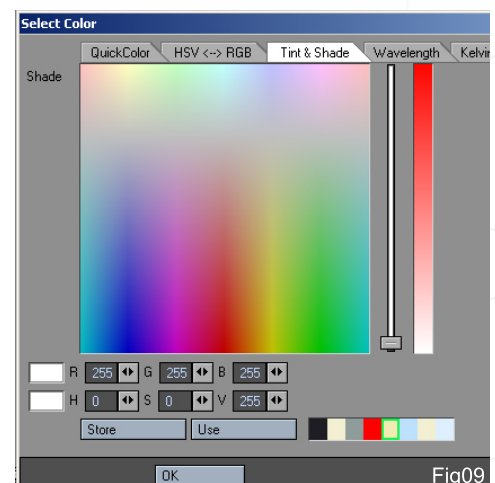 Select Color
QuickColor HSV <--> RGB Tint & Shade Wavelength Kelvin
Shade
R 255 G 255 B 255
H 0 S 0 V 255
Store Use
OK
Fig09